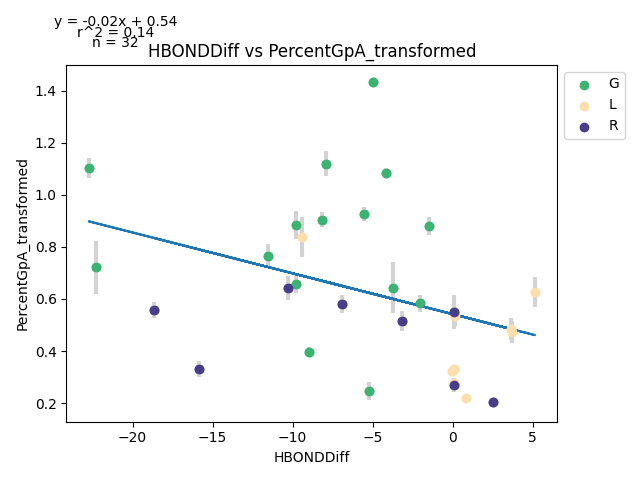 y = -0.02x + 0.54
r^2 = 0.14
n = 32
HBONDDiff vs PercentGpA_transformed
G
L
R
PercentGpA_transformed
1.4
1.2
1.0
0.8
0.6
0.4
0.2
−20
−15
−10
−5
0
5
HBONDDiff